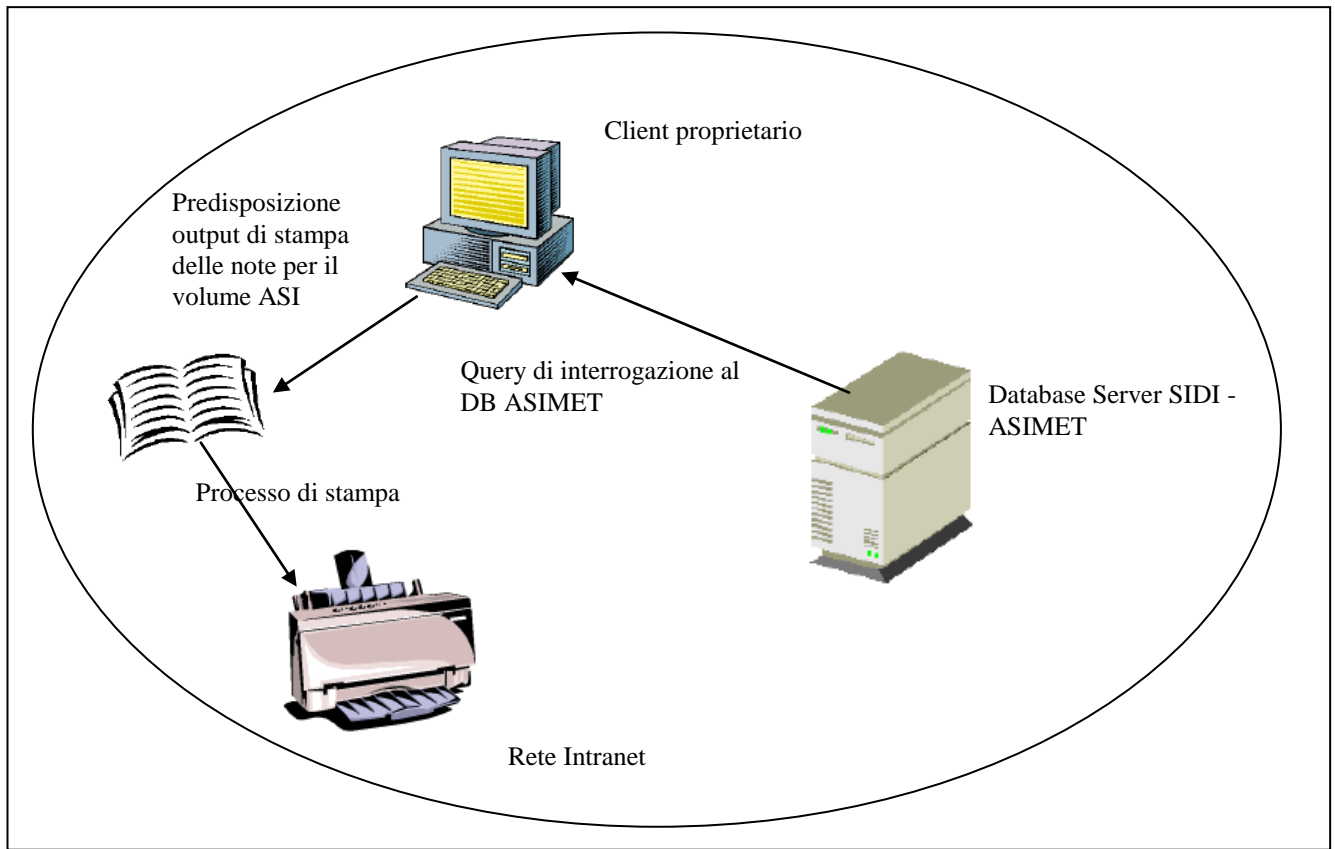 Client proprietario
Predisposizione
output di stampa
delle note per il
volume ASI
Query di interrogazione al
DB ASIMET
Database Server SIDI -
ASIMET
Processo di stampa
Rete Intranet